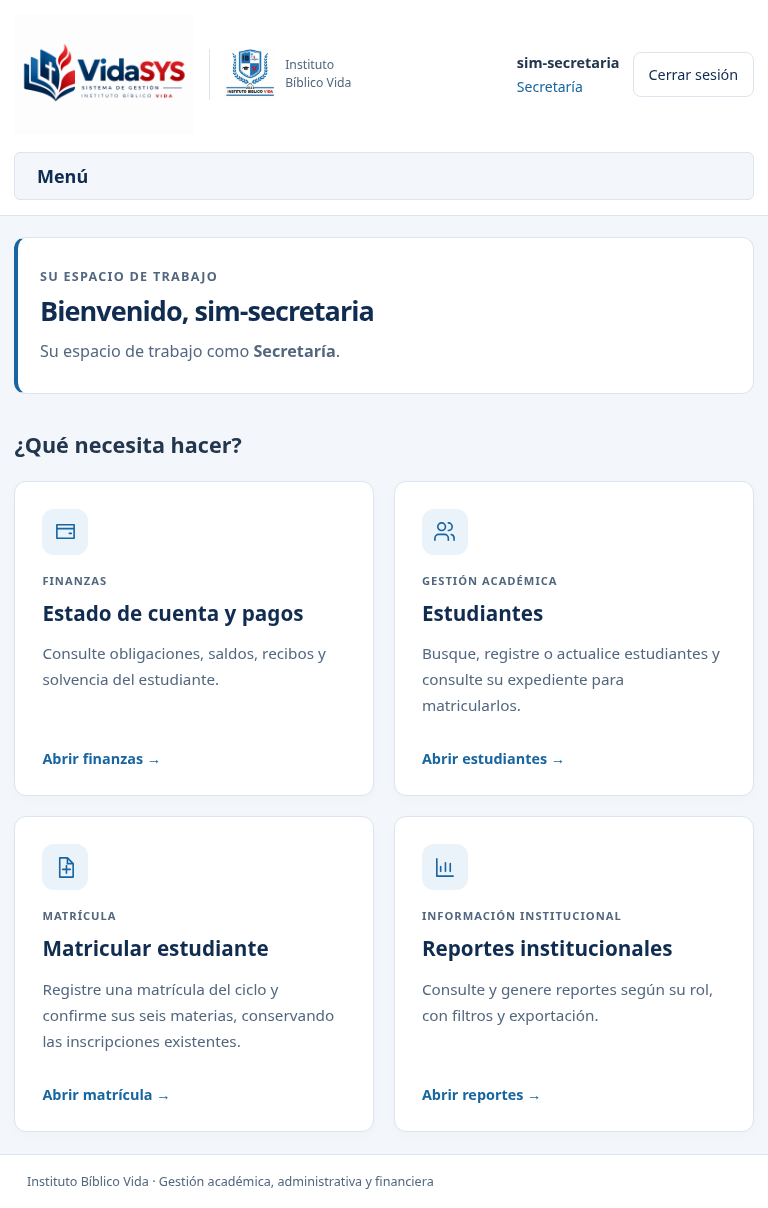 VidaSYS
SISTEMA DE GESTIÓN
INSTITUTO BÍBLICO VIDA
INSTITUTO BÍBLICO VIDA
Instituto
Bíblico Vida
sim-secretaria
Secretaría
Cerrar sesión
Menú
SU ESPACIO DE TRABAJO
Bienvenido, sim-secretaria
Su espacio de trabajo como Secretaría.
¿Qué necesita hacer?
FINANZAS
Estado de cuenta y pagos
Consulte obligaciones, saldos, recibos y
solvencia del estudiante.
Abrir finanzas →
GESTIÓN ACADÉMICA
Estudiantes
Busque, registre o actualice estudiantes y
consulte su expediente para
matricularlos.
Abrir estudiantes →
MATRÍCULA
Matricular estudiante
Registre una matrícula del ciclo y
confirme sus seis materias, conservando
las inscripciones existentes.
Abrir matrícula →
INFORMACIÓN INSTITUCIONAL
Reportes institucionales
Consulte y genere reportes según su rol,
con filtros y exportación.
Abrir reportes →
Instituto Bíblico Vida · Gestión académica, administrativa y financiera